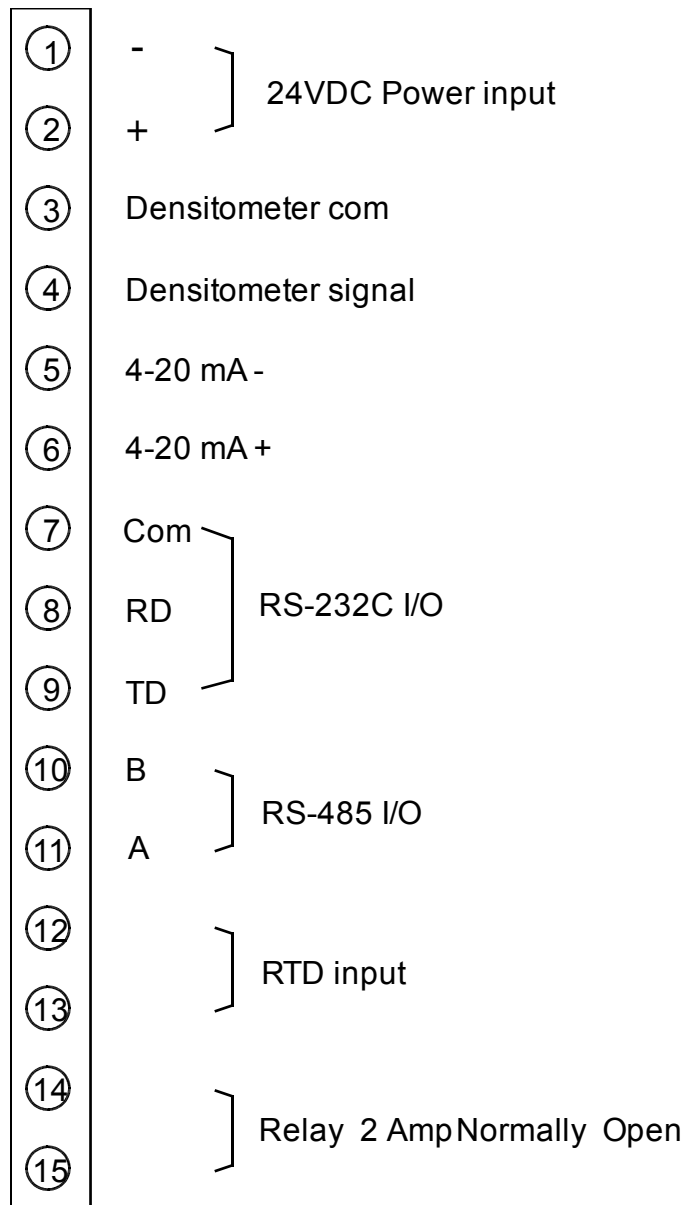 1 -
24VDC Power input
2 +
3 Densitometer com
4 Densitometer signal
5 4-20 mA -
6 4-20 mA +
7 Com
8 RD RS-232C I/O
9 TD
10 B
RS-485 I/O
11 A
12
RTD input
13
14
Relay 2 Amp Normally Open
15